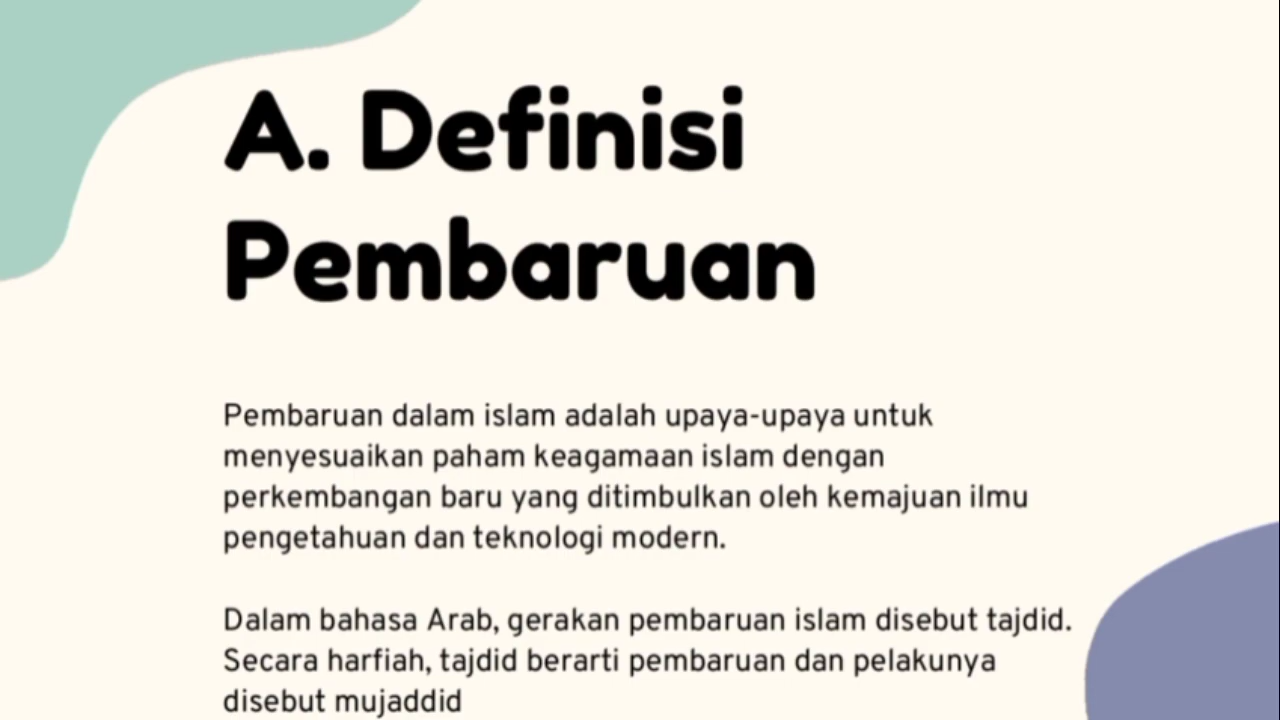 A. Definisi
Pembaruan
Pembaruan dalam islam adalah upaya-upaya untuk
menyesuaikan paham keagamaan islam dengan
perkembangan baru yang ditimbulkan oleh kemajuan ilmu
pengetahuan dan teknologi modern.
Dalam bahasa Arab, gerakan pembaruan islam disebut tajdid.
Secara harfiah, tajdid berarti pembaruan dan pelakunya
disebut mujaddid